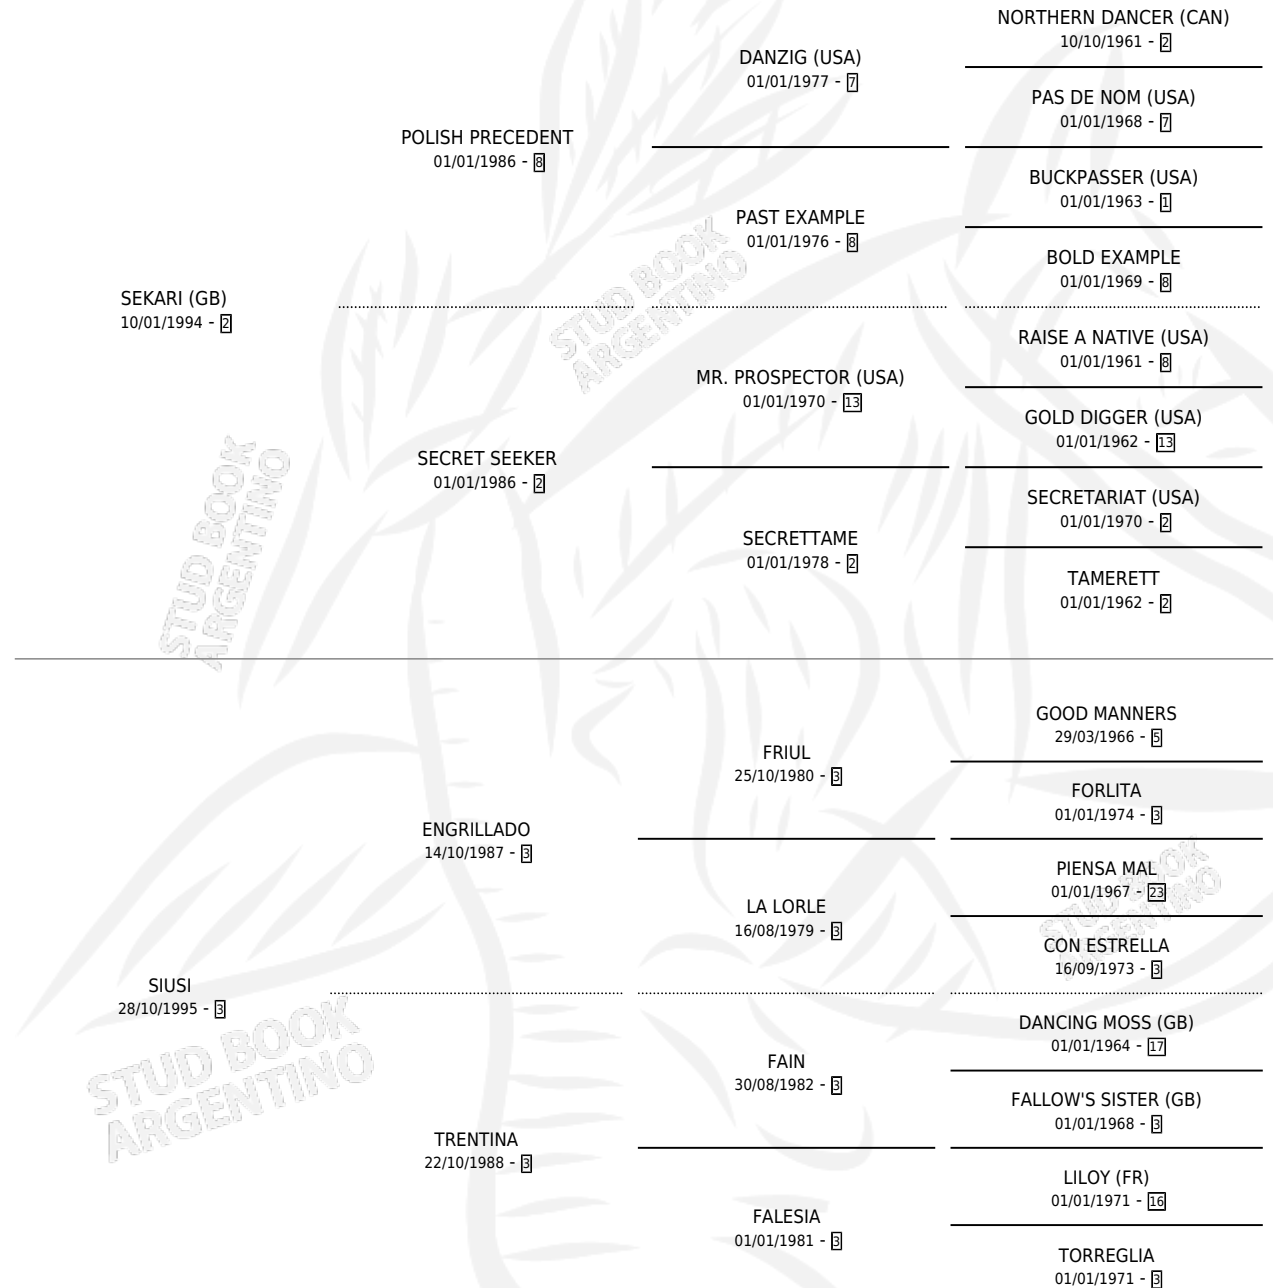 NORTHERN DANCER (CAN)
10/10/1961 - 2
DANZIG (USA)
01/01/1977 - 7
PAS DE NOM (USA)
01/01/1968 - 7
POLISH PRECEDENT
01/01/1986 - 8
BUCKPASSER (USA)
01/01/1963 - 1
PAST EXAMPLE
01/01/1976 - 8
BOLD EXAMPLE
01/01/1969 - 8
SEKARI (GB)
10/01/1994 - 2
RAISE A NATIVE (USA)
01/01/1961 - 8
MR. PROSPECTOR (USA)
01/01/1970 - 13
GOLD DIGGER (USA)
01/01/1962 - 13
SECRET SEEKER
01/01/1986 - 2
SECRETARIAT (USA)
01/01/1970 - 2
SECRETTAME
01/01/1978 - 2
TAMERETT
01/01/1962 - 2
GOOD MANNERS
29/03/1966 - 5
FRIUL
25/10/1980 - 3
FORLITA
01/01/1974 - 3
ENGRILLADO
14/10/1987 - 3
PIENSA MAL
01/01/1967 - 23
LA LORLE
16/08/1979 - 3
CON ESTRELLA
16/09/1973 - 3
SIUSI
28/10/1995 - 3
DANCING MOSS (GB)
01/01/1964 - 17
FAIN
30/08/1982 - 3
FALLOW'S SISTER (GB)
01/01/1968 - 3
TRENTINA
22/10/1988 - 3
LILOY (FR)
01/01/1971 - 16
FALESIA
01/01/1981 - 3
TORREGLIA
01/01/1971 - 3
STUD BOOK
ARGENTINO
STUD BOOK
ARGENTINO
STUD BOOK
ARGENTINO
STUD BOOK
ARGENTINO